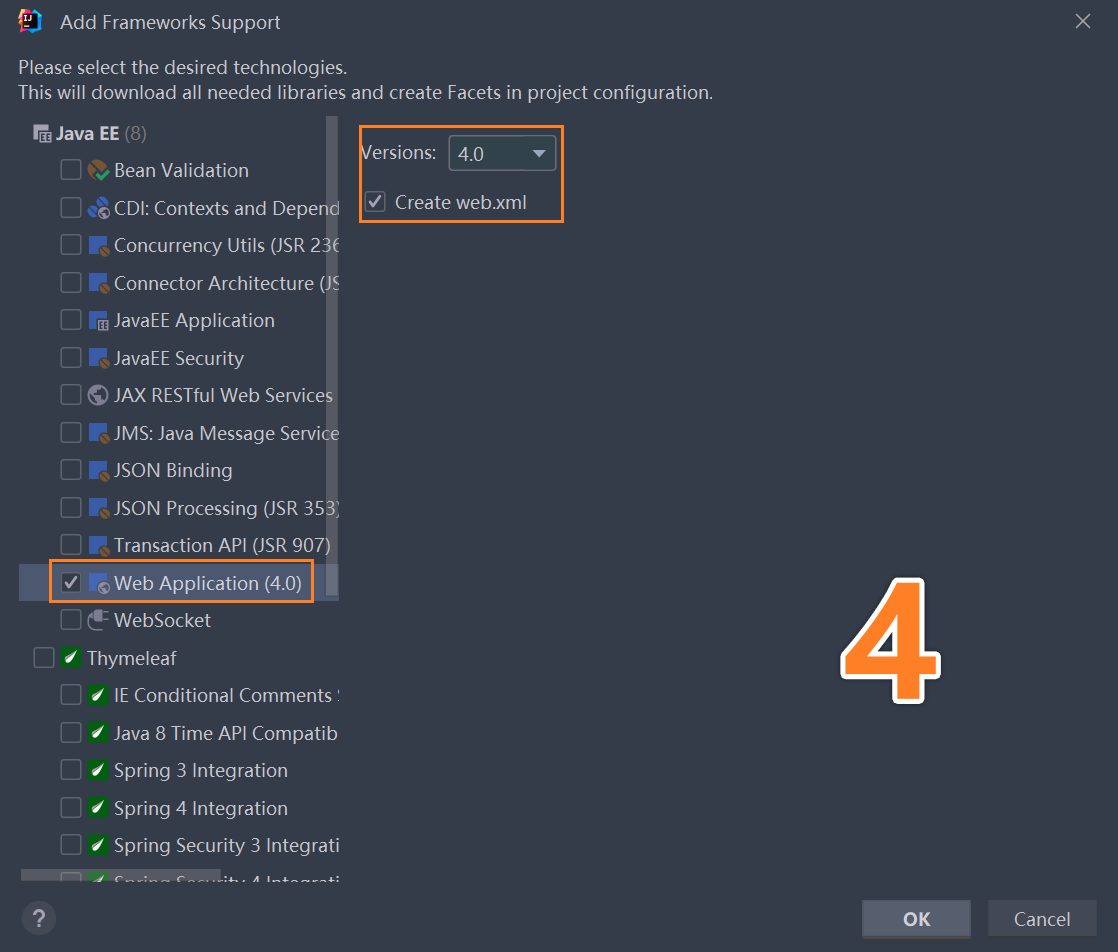 Add Frameworks Support
Please select the desired technologies.
This will download all needed libraries and create Facets in project configuration.
Java EE (8)
Bean Validation
CDI: Contexts and Depend
Concurrency Utils (JSR 236
Connector Architecture (JS
JavaEE Application
JavaEE Security
JAX RESTful Web Services
JMS: Java Message Service
JSON Binding
JSON Processing (JSR 353)
Transaction API (JSR 907)
Web Application (4.0)
WebSocket
Thymeleaf
IE Conditional Comments
Java 8 Time API Compatib
Spring 3 Integration
Spring 4 Integration
Spring Security 3 Integrati
Spring Security 4 Integrati
Versions: 4.0
Create web.xml
4
?
OK
Cancel